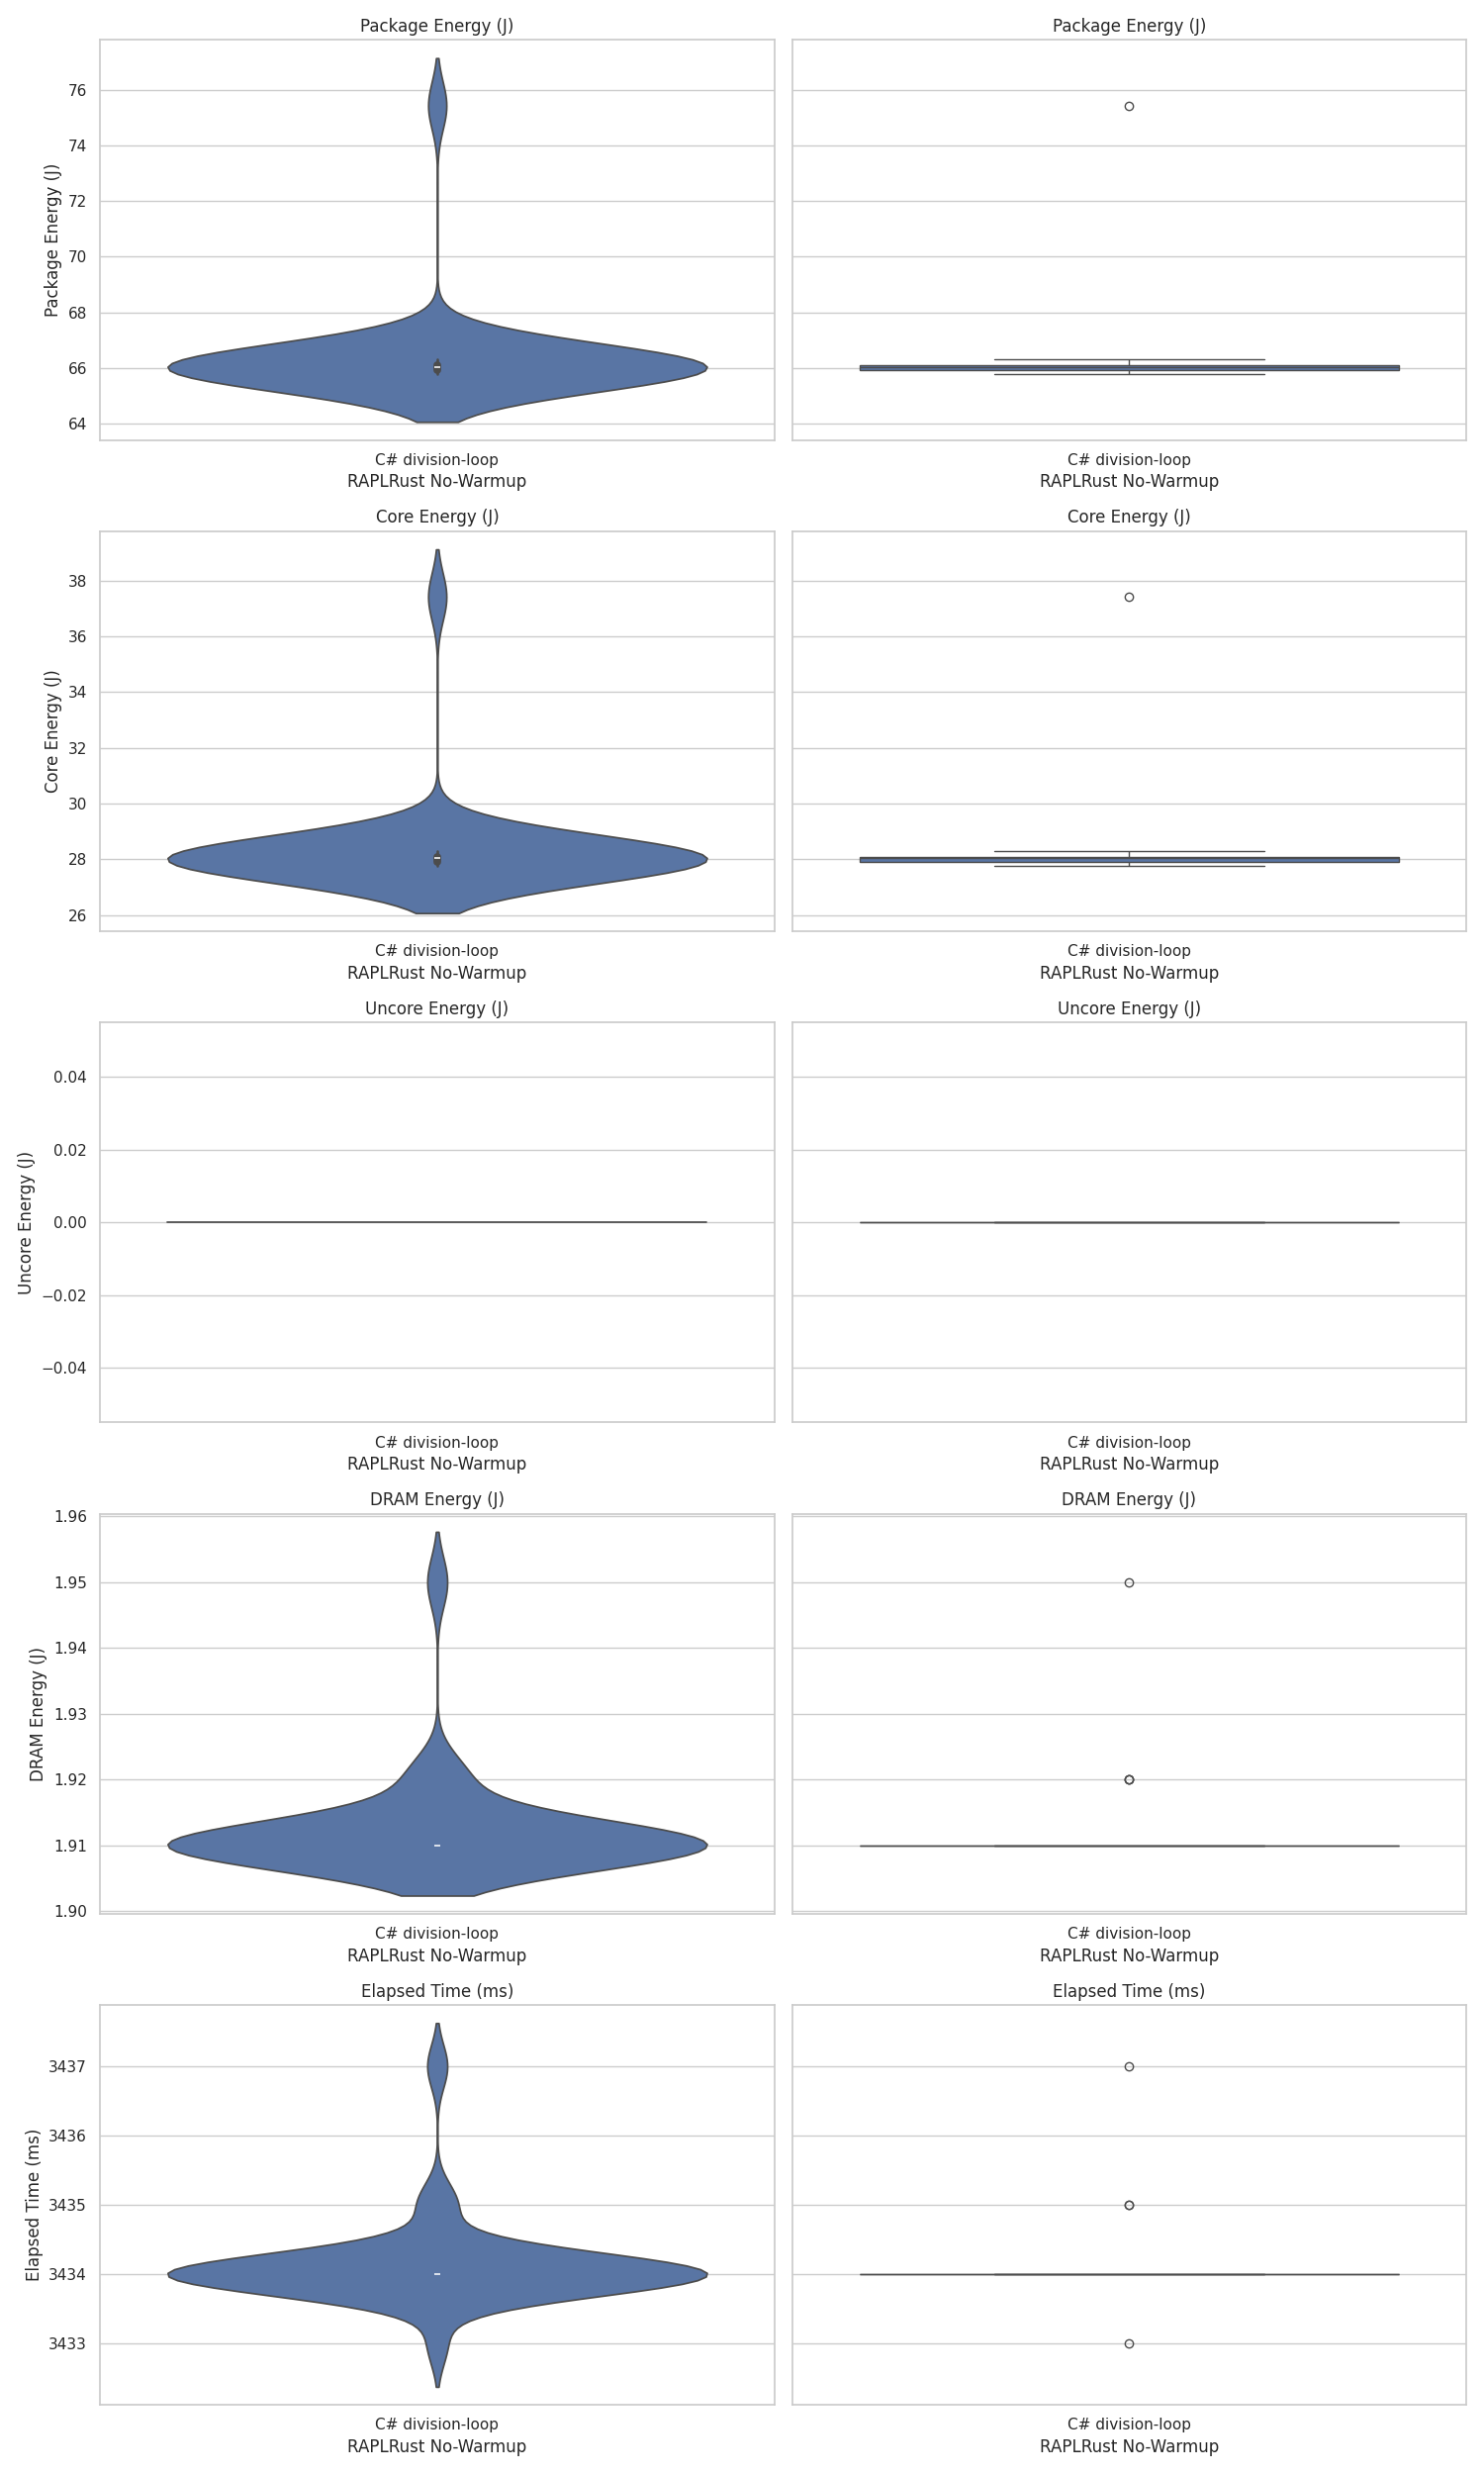 Package Energy (J)
Package Energy (J)
Package Energy (J)
76
74
72
70
68
66
64
C# division-loop
C# division-loop
RAPLRust No-Warmup
RAPLRust No-Warmup
Core Energy (J)
Core Energy (J)
Core Energy (J)
38
36
34
32
30
28
26
C# division-loop
C# division-loop
RAPLRust No-Warmup
RAPLRust No-Warmup
Uncore Energy (J)
Uncore Energy (J)
Uncore Energy (J)
0.04
0.02
0.00
−0.02
−0.04
C# division-loop
C# division-loop
RAPLRust No-Warmup
RAPLRust No-Warmup
DRAM Energy (J)
DRAM Energy (J)
DRAM Energy (J)
1.96
1.95
1.94
1.93
1.92
1.91
1.90
C# division-loop
C# division-loop
RAPLRust No-Warmup
RAPLRust No-Warmup
Elapsed Time (ms)
Elapsed Time (ms)
Elapsed Time (ms)
3437
3436
3435
3434
3433
C# division-loop
C# division-loop
RAPLRust No-Warmup
RAPLRust No-Warmup